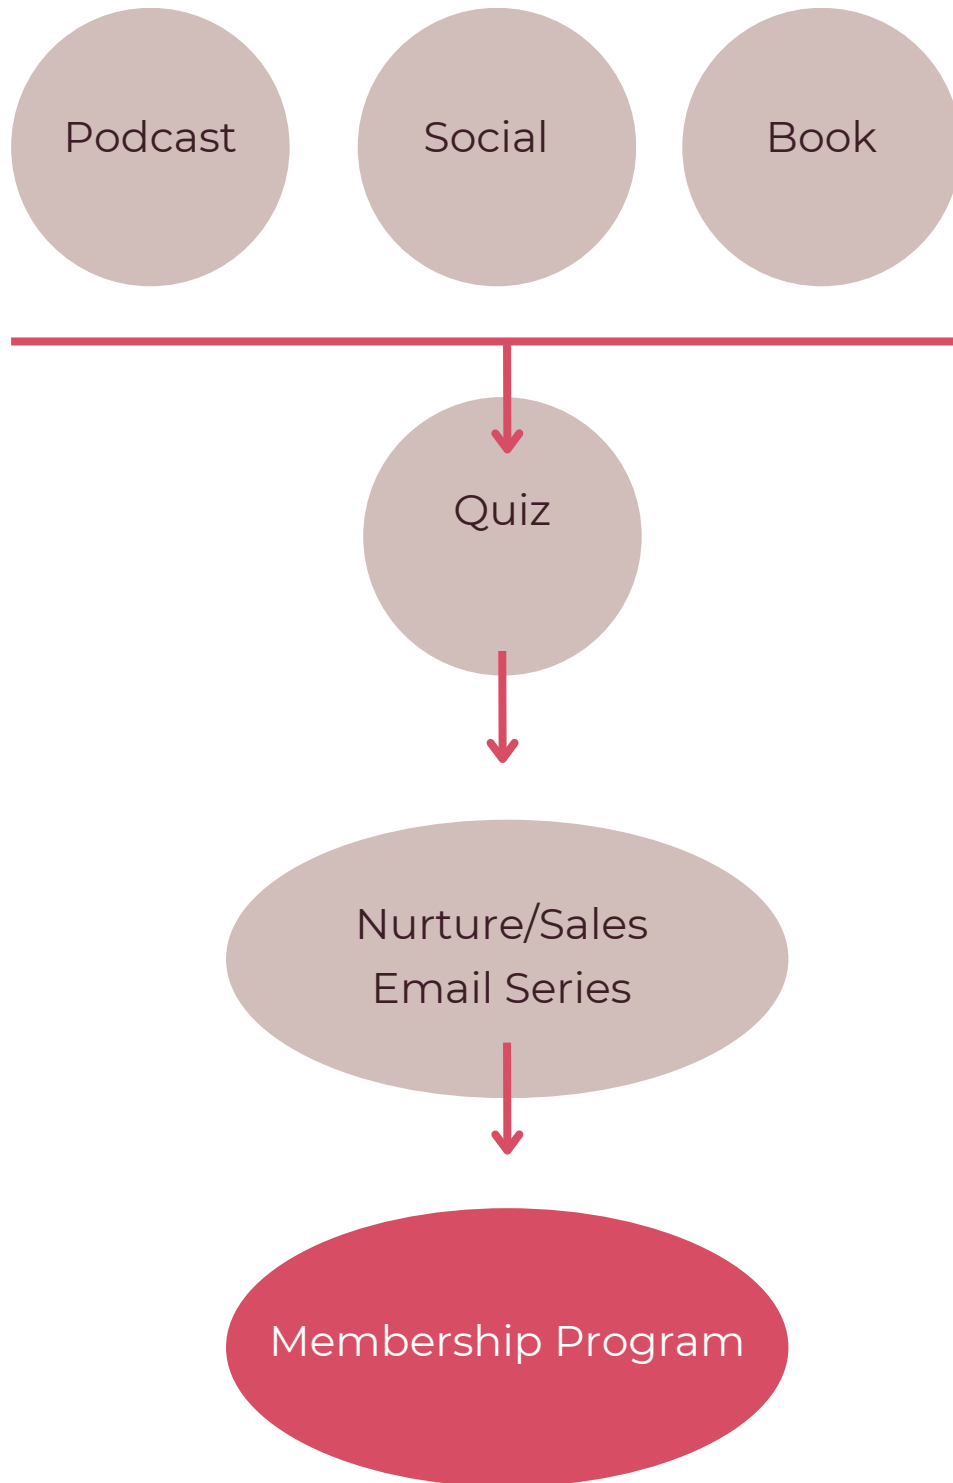 Podcast
Social
Book
Quiz
Nurture/Sales
Email Series
Membership Program